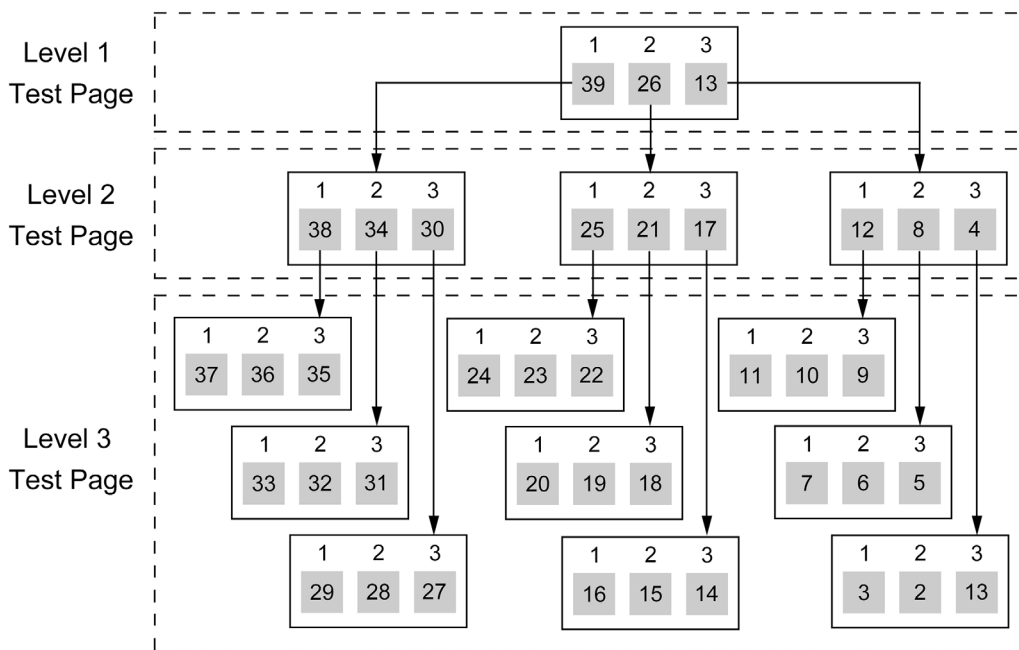 Level 1
Test Page
1 2 3
39 26 13
Level 2
Test Page
1 2 3
38 34 30
1 2 3
25 21 17
1 2 3
12 8 4
Level 3
Test Page
1 2 3
37 36 35
1 2 3
24 23 22
1 2 3
11 10 9
1 2 3
33 32 31
1 2 3
20 19 18
1 2 3
7 6 5
1 2 3
29 28 27
1 2 3
16 15 14
1 2 3
3 2 13